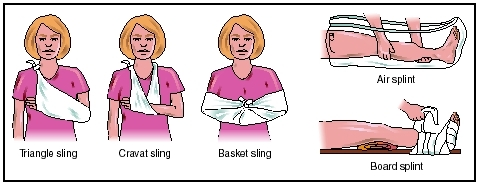 Triangle sling
Cravat sling
Basket sling
Air splint
Board splint